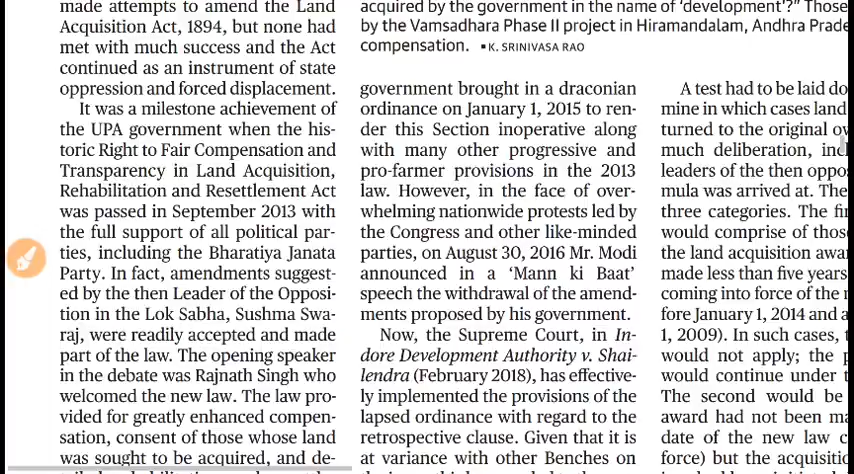 made attempts to amend the Land
Acquisition Act, 1894, but none had
met with much success and the Act
continued as an instrument of state
oppression and forced displacement.
It was a milestone achievement of
the UPA government when the his-
toric Right to Fair Compensation and
Transparency in Land Acquisition,
Rehabilitation and Resettlement Act
was passed in September 2013 with
the full support of all political par-
ties, including the Bharatiya Janata
Party. In fact, amendments suggest-
ed by the then Leader of the Opposi-
tion in the Lok Sabha, Sushma Swa-
raj, were readily accepted and made
part of the law. The opening speaker
in the debate was Rajnath Singh who
welcomed the new law. The law pro-
vided for greatly enhanced compen-
sation, consent of those whose land
was sought to be acquired, and de-
acquired by the government in the name of 'development'?" Those
by the Vamsadhara Phase II project in Hiramandalam, Andhra Prade
compensation. ▪K. SRINIVASA RAO
government brought in a draconian
ordinance on January 1, 2015 to ren-
der this Section inoperative along
with many other progressive and
pro-farmer provisions in the 2013
law. However, in the face of over-
whelming nationwide protests led by
the Congress and other like-minded
parties, on August 30, 2016 Mr. Modi
announced in a 'Mann ki Baat'
speech the withdrawal of the amend-
ments proposed by his government.
Now, the Supreme Court, in In-
dore Development Authority v. Shai-
lendra (February 2018), has effective-
ly implemented the provisions of the
lapsed ordinance with regard to the
retrospective clause. Given that it is
at variance with other Benches on
A test had to be laid do
mine in which cases land
turned to the original ow
much deliberation, incl
leaders of the then oppo
mula was arrived at. The
three categories. The fir
would comprise of thos
the land acquisition awa
made less than five years
coming into force of the
fore January 1, 2014 and a
1, 2009). In such cases,
would not apply; the p
would continue under t
The second would be
award had not been ma
date of the new law c
force) but the acquisitio